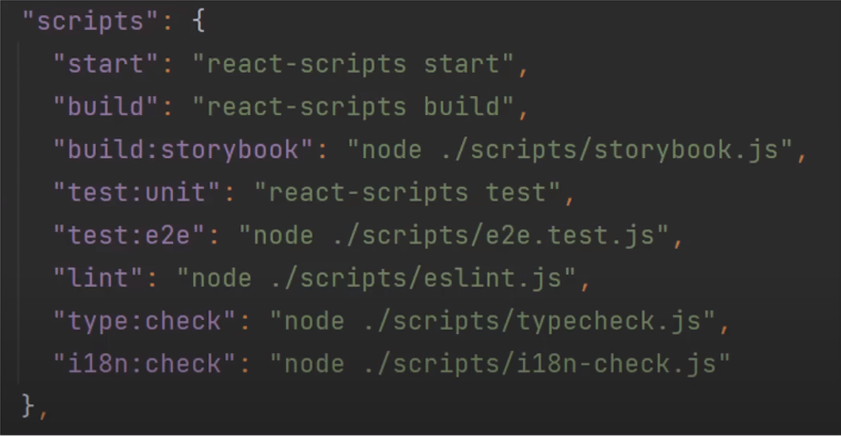 "scripts": {
"start": "react-scripts start",
"build": "react-scripts build",
"build:storybook": "node ./scripts/storybook.js",
"test:unit": "react-scripts test",
"test:e2e": "node ./scripts/e2e.test.js",
"lint": "node ./scripts/eslint.js",
"type:check": "node ./scripts/typecheck.js",
"i18n:check": "node ./scripts/i18n-check.js"
},